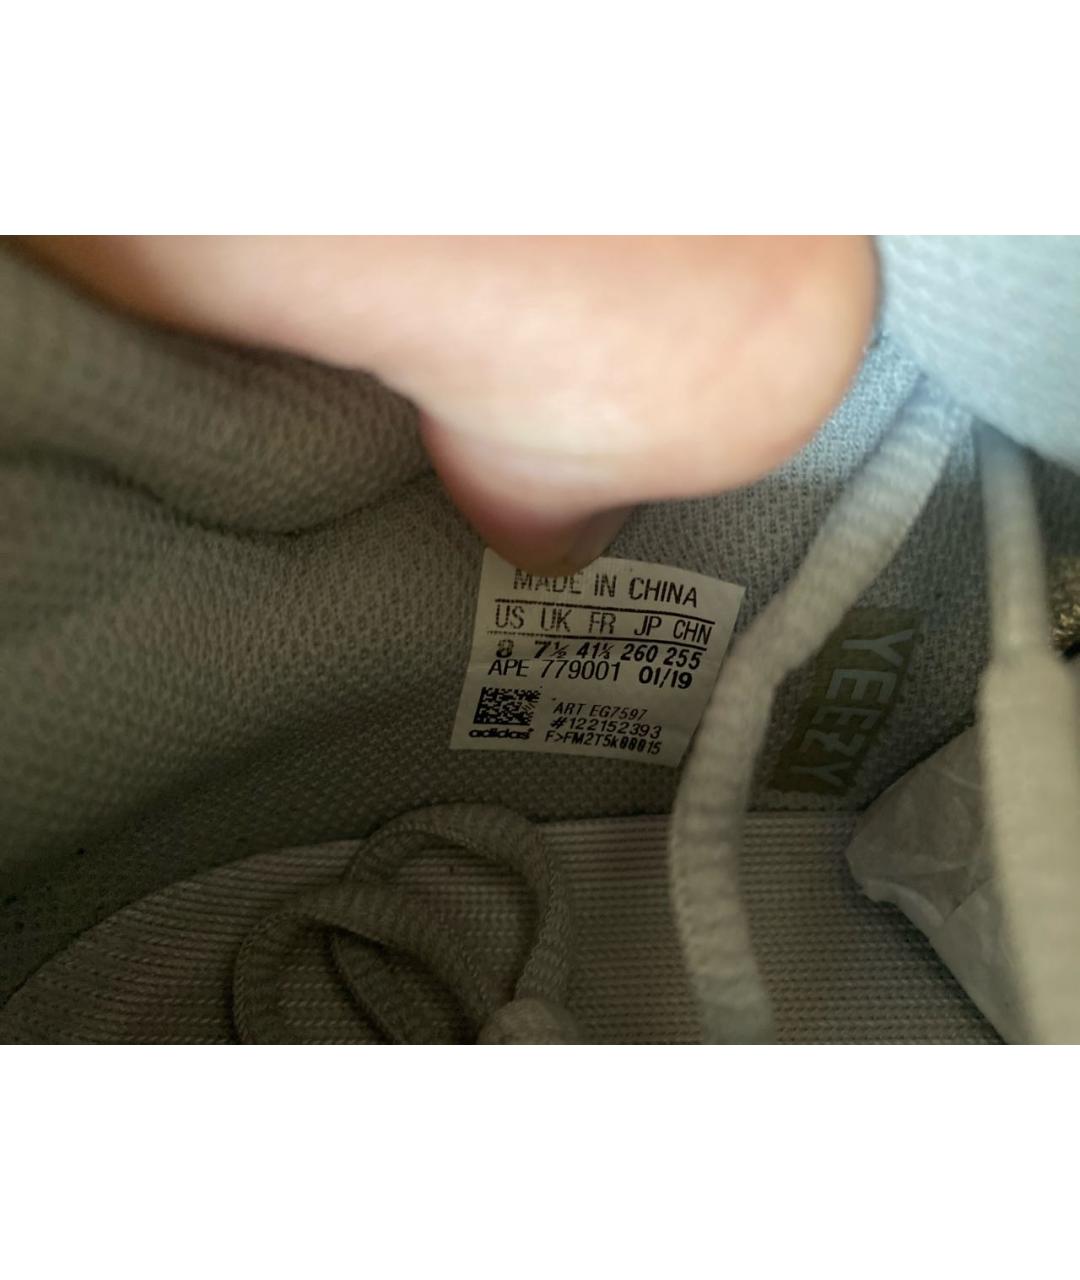 MADE IN CHINA
US UK FR JP CHN
8 7½ 41⅓ 260 255
APE 779001 01/19
ART EG7597
#122152393
adidas F>FM2T5K00015
YEEZY